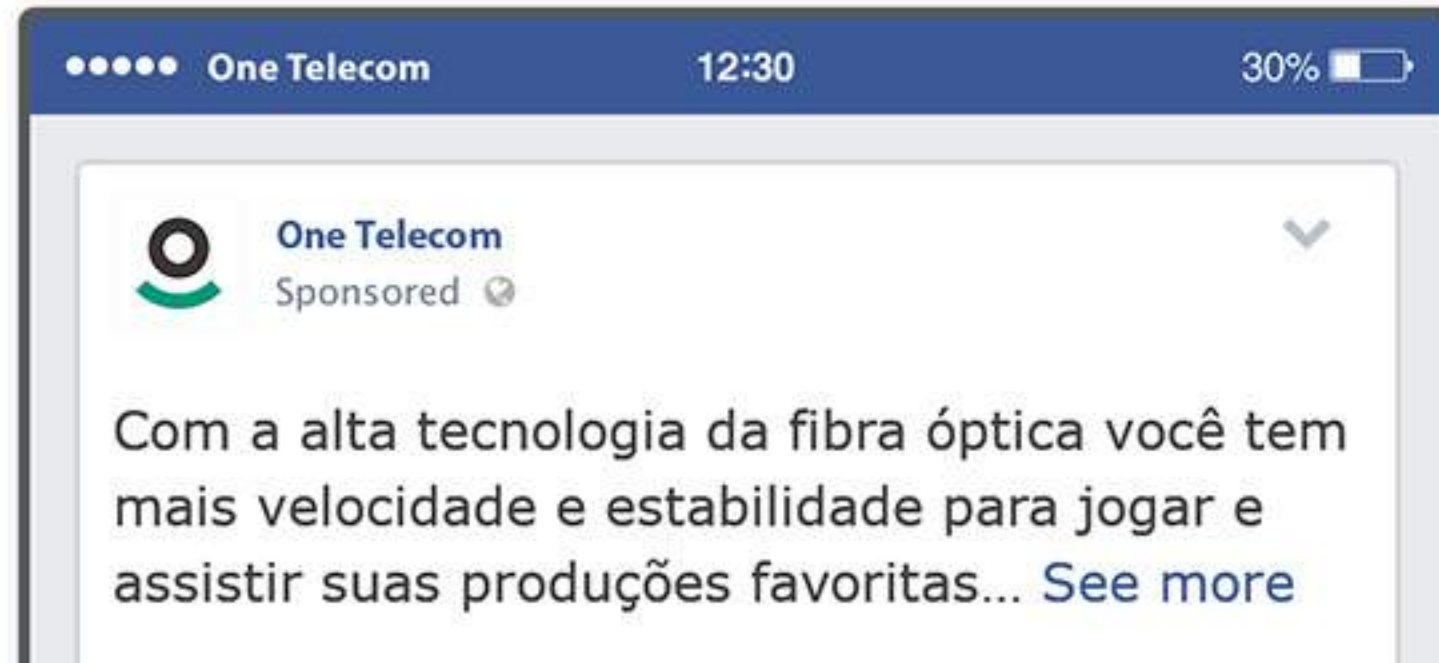 One Telecom 12:30 30%
One Telecom
Sponsored
Com a alta tecnologia da fibra óptica você tem
mais velocidade e estabilidade para jogar e
assistir suas produções favoritas... See more